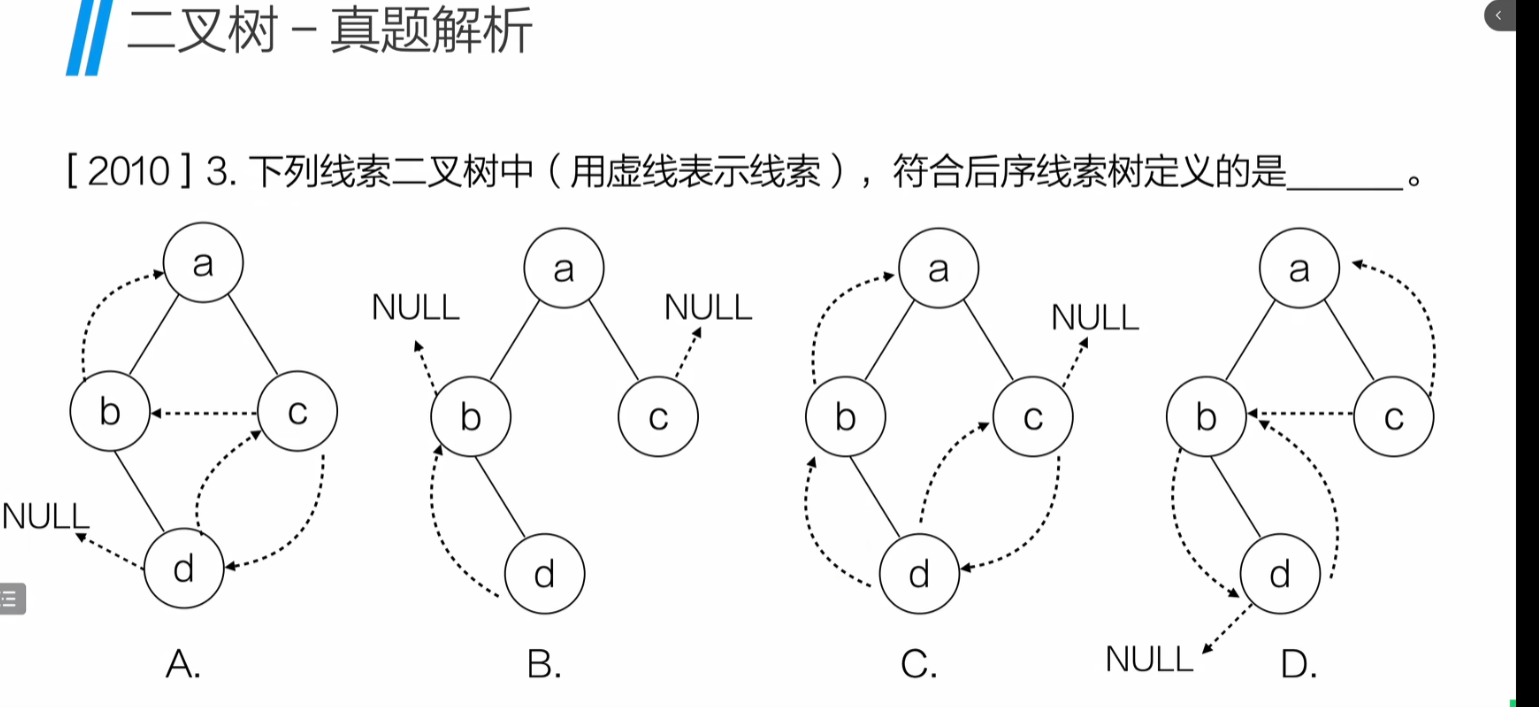 二叉树 – 真题解析
[ 2010 ] 3. 下列线索二叉树中（用虚线表示线索），符合后序线索树定义的是______。
a
b
c
d
NULL
A.
a
NULL
NULL
b
c
d
B.
a
NULL
b
c
d
C.
a
b
c
d
NULL
D.